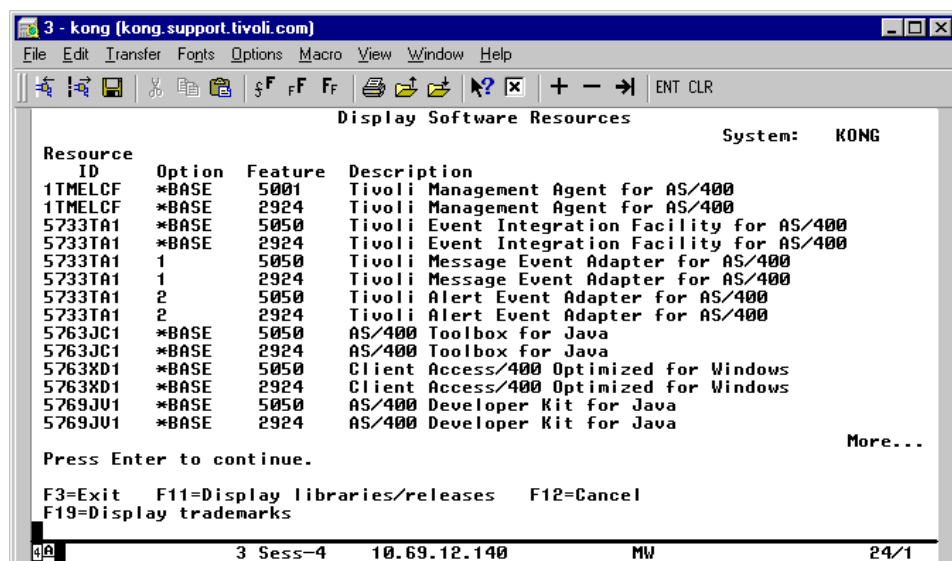 3 - kong (kong.support.tivoli.com)
File Edit Transfer Fonts Options Macro View Window Help
ENT CLR
Display Software Resources
System: KONG
Resource
ID Option Feature Description
1TMELCF *BASE 5001 Tivoli Management Agent for AS/400
1TMELCF *BASE 2924 Tivoli Management Agent for AS/400
5733TA1 *BASE 5050 Tivoli Event Integration Facility for AS/400
5733TA1 *BASE 2924 Tivoli Event Integration Facility for AS/400
5733TA1 1 5050 Tivoli Message Event Adapter for AS/400
5733TA1 1 2924 Tivoli Message Event Adapter for AS/400
5733TA1 2 5050 Tivoli Alert Event Adapter for AS/400
5733TA1 2 2924 Tivoli Alert Event Adapter for AS/400
5763JC1 *BASE 5050 AS/400 Toolbox for Java
5763JC1 *BASE 2924 AS/400 Toolbox for Java
5763XD1 *BASE 5050 Client Access/400 Optimized for Windows
5763XD1 *BASE 2924 Client Access/400 Optimized for Windows
5769JV1 *BASE 5050 AS/400 Developer Kit for Java
5769JV1 *BASE 2924 AS/400 Developer Kit for Java
More...
Press Enter to continue.
F3=Exit F11=Display libraries/releases F12=Cancel
F19=Display trademarks
4 A 3 Sess-4 10.69.12.140 MW 24/1